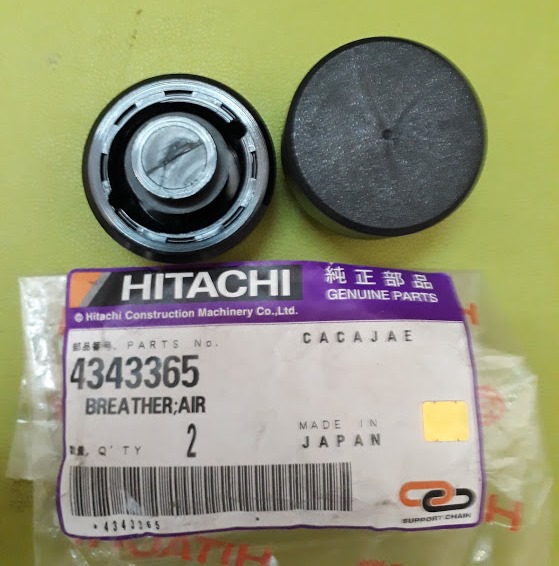 HITACHI 純正部品
GENUINE PARTS
© Hitachi Construction Machinery Co.,Ltd.
部品番号. PARTS No. CACAJAE
4343365
BREATHER;AIR
数量. Q'TY 2 MADE IN
JAPAN
*4343365
SUPPORT CHAIN
HITACHI